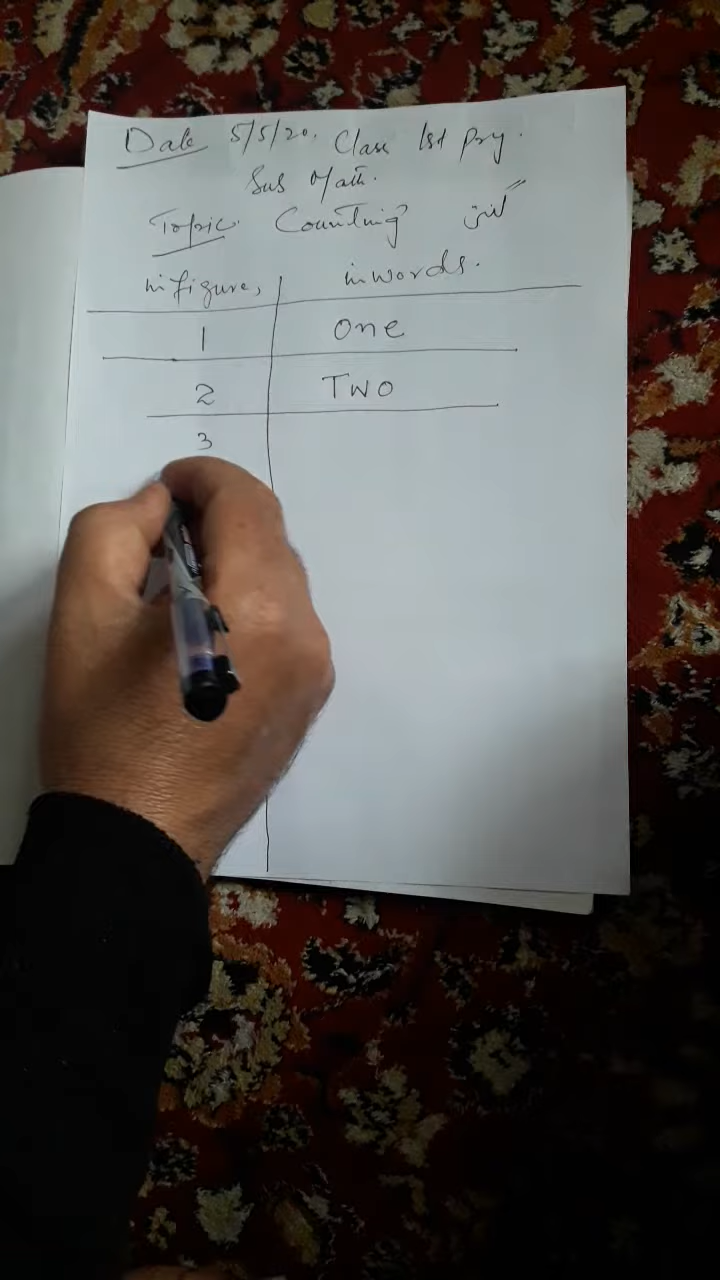 Date 5/5/20. Class 1st Pry.
Sub Math.
Topic. Counting گنتی
in figure, in words.
1 One
2 Two
3